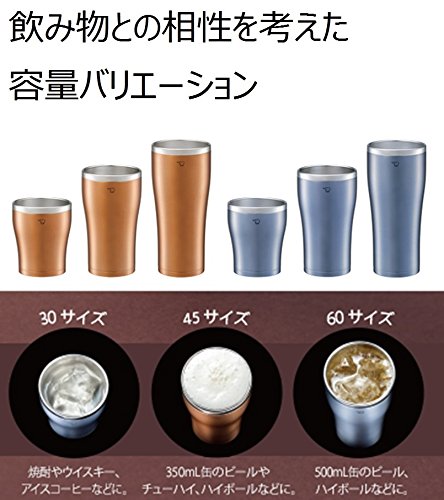 飲み物との相性を考えた
容量バリエーション
30 サイズ
45 サイズ
60 サイズ
焼酎やウイスキー、
アイスコーヒーなどに。
350mL缶のビールや
チューハイ、ハイボールなどに。
500mL缶のビール、
ハイボールなどに。